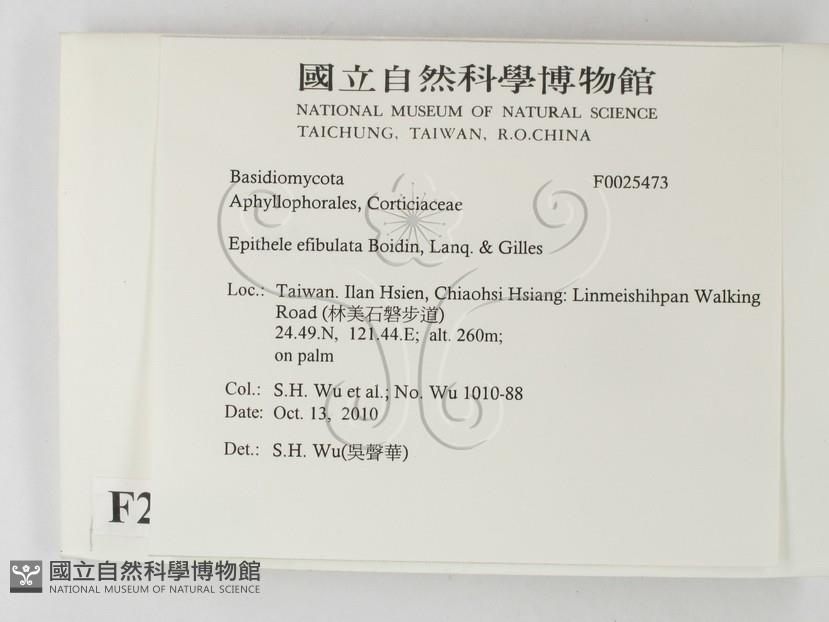 國立自然科學博物館
NATIONAL MUSEUM OF NATURAL SCIENCE
TAICHUNG, TAIWAN, R.O.CHINA
Basidiomycota F0025473
Aphyllophorales, Corticiaceae
Epithele efibulata Boidin, Lanq. & Gilles
Loc.: Taiwan. Ilan Hsien, Chiaohsi Hsiang: Linmeishihpan Walking
Road (林美石磐步道)
24.49.N, 121.44.E; alt. 260m;
on palm
Col.: S.H. Wu et al.; No. Wu 1010-88
Date: Oct. 13, 2010
Det.: S.H. Wu(吳聲華)
F2
國立自然科學博物館
NATIONAL MUSEUM OF NATURAL SCIENCE